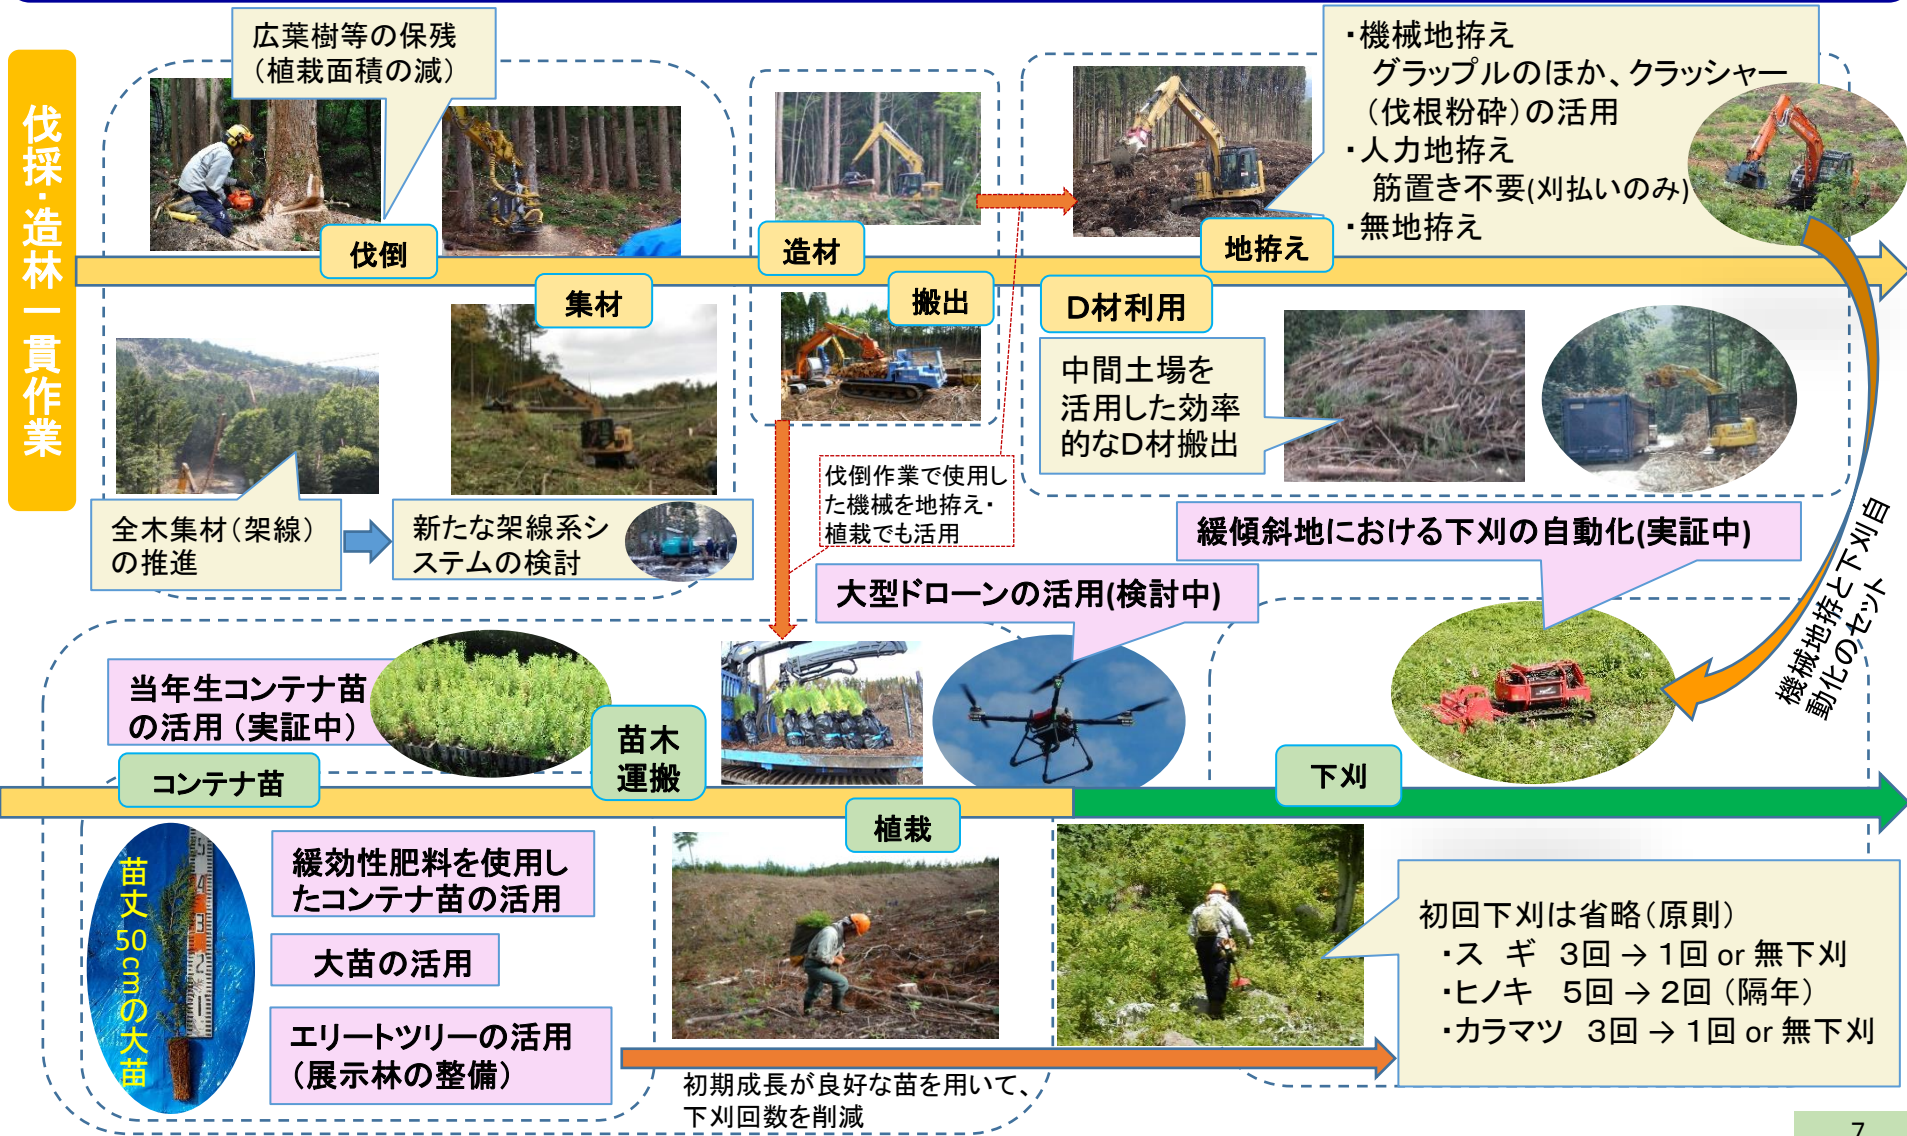 伐採・造林一貫作業
広葉樹等の保残
（植栽面積の減）
伐倒
集材
全木集材（架線）
の推進
新たな架線系シ
ステムの検討
造材
搬出
伐倒作業で使用し
た機械を地拵え・
植栽でも活用
・機械地拵え
グラップルのほか、クラッシャー
（伐根粉砕）の活用
・人力地拵え
筋置き不要(刈払いのみ)
・無地拵え
地拵え
D材利用
中間土場を
活用した効率
的なD材搬出
機械地拵と下刈自
動化のセット
緩傾斜地における下刈の自動化(実証中)
大型ドローンの活用(検討中)
当年生コンテナ苗
の活用（実証中）
コンテナ苗
苗木
運搬
植栽
下刈
苗丈50cmの大苗
緩効性肥料を使用し
たコンテナ苗の活用
大苗の活用
エリートツリーの活用
（展示林の整備）
初期成長が良好な苗を用いて、
下刈回数を削減
初回下刈は省略（原則）
・ス ギ 3回 → 1回 or 無下刈
・ヒノキ 5回 → 2回（隔年）
・カラマツ 3回 → 1回 or 無下刈
7